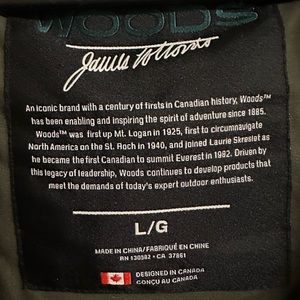 WOODS
James W Woods
An iconic brand with a century of firsts in Canadian history, Woods™
has been enabling and inspiring the spirit of adventure since 1885.
Woods™ was first up Mt. Logan in 1925, first to circumnavigate
North America on the St. Roch in 1940, and joined Laurie Skreslet as
he became the first Canadian to summit Everest in 1982. Driven by
this legacy of leadership, Woods continues to develop products that
meet the demands of today's expert outdoor enthusiasts.
L/G
MADE IN CHINA/FABRIQUÉ EN CHINE
RN 130382 • CA 37861
DESIGNED IN CANADA
CONÇU AU CANADA